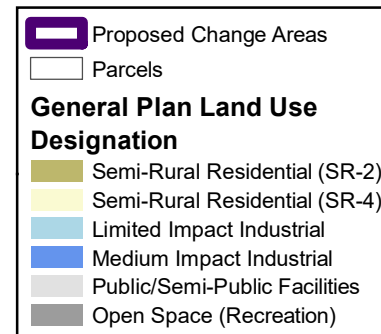 Proposed Change Areas
Parcels
General Plan Land Use
Designation
Semi-Rural Residential (SR-2)
Semi-Rural Residential (SR-4)
Limited Impact Industrial
Medium Impact Industrial
Public/Semi-Public Facilities
Open Space (Recreation)